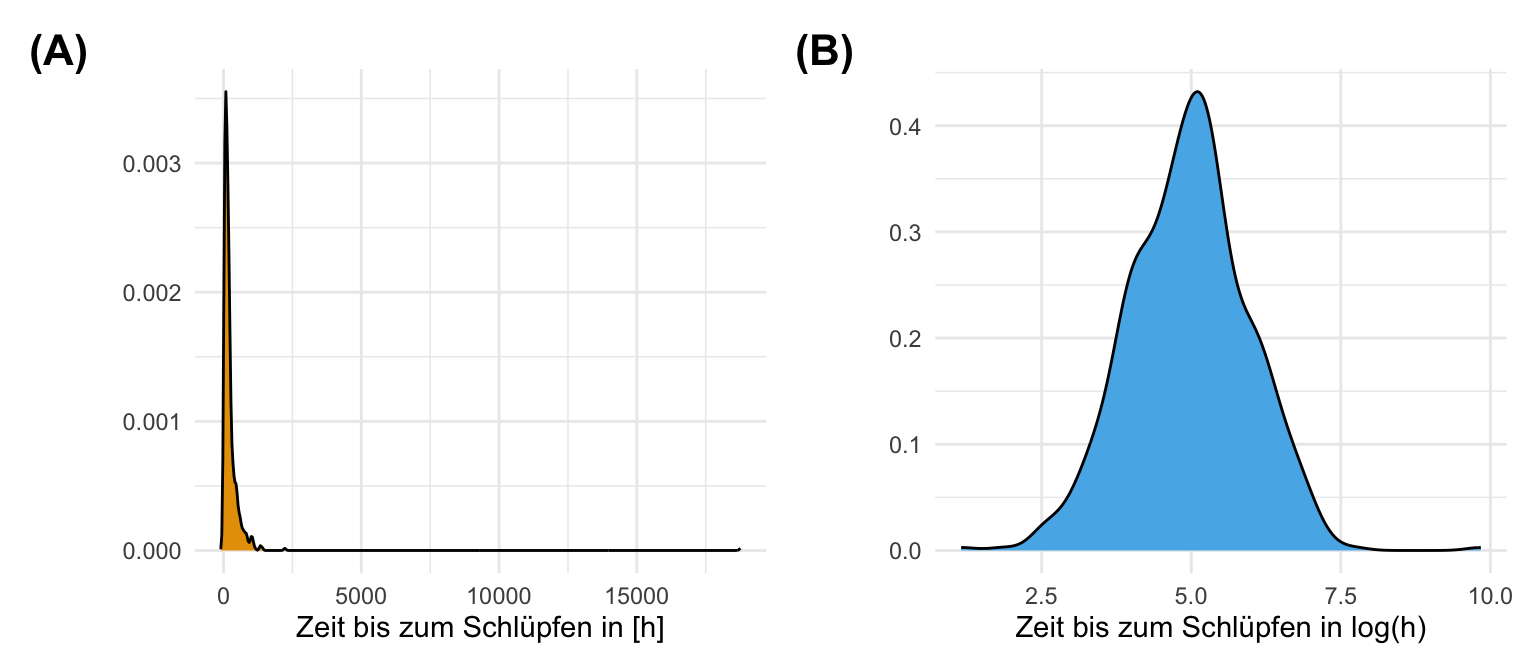 (A)
0.003
0.002
0.001
0.000
0 5000 10000 15000
Zeit bis zum Schlüpfen in [h]
(B)
0.4
0.3
0.2
0.1
0.0
2.5 5.0 7.5 10.0
Zeit bis zum Schlüpfen in log(h)